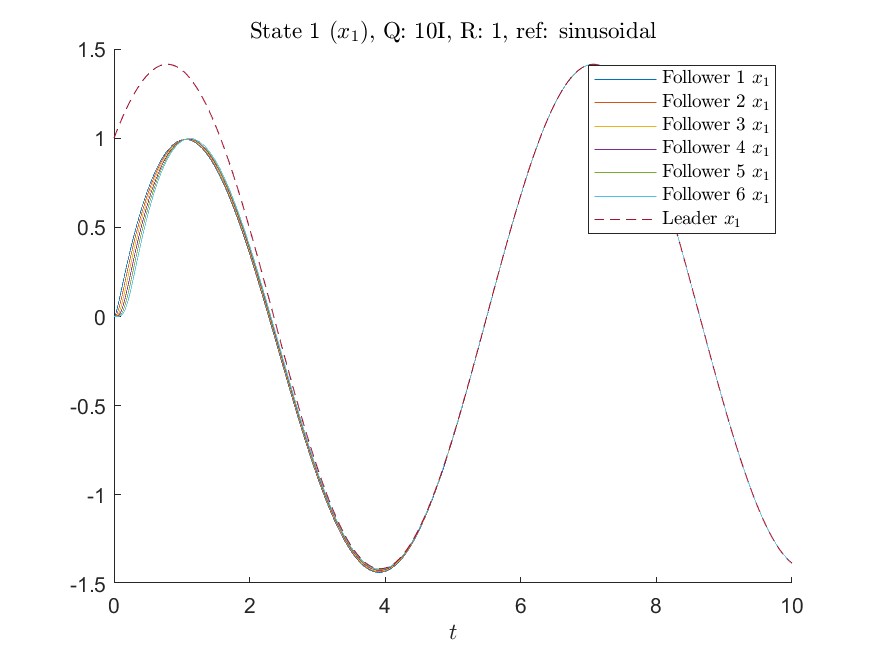 State 1 (x₁), Q: 10I, R: 1, ref: sinusoidal
1.5
1
0.5
0
-0.5
-1
-1.5
Follower 1 x₁
Follower 2 x₁
Follower 3 x₁
Follower 4 x₁
Follower 5 x₁
Follower 6 x₁
Leader x₁
0 2 4 6 8 10
t